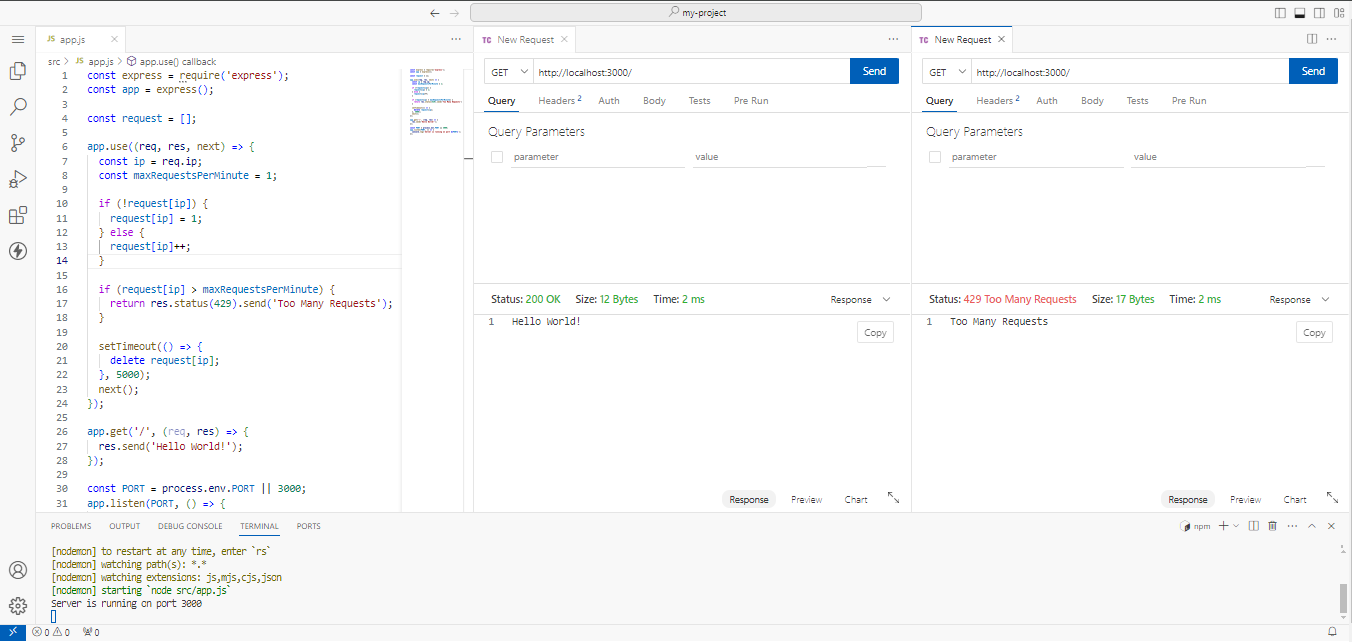 my-project
JS app.js
src > JS app.js > app.use() callback
1 const express = require('express');
2 const app = express();
3
4 const request = [];
5
6 app.use((req, res, next) => {
7 const ip = req.ip;
8 const maxRequestsPerMinute = 1;
9
10 if (!request[ip]) {
11 request[ip] = 1;
12 } else {
13 request[ip]++;
14 }
15
16 if (request[ip] > maxRequestsPerMinute) {
17 return res.status(429).send('Too Many Requests');
18 }
19
20 setTimeout(() => {
21 delete request[ip];
22 }, 5000);
23 next();
24 });
25
26 app.get('/', (req, res) => {
27 res.send('Hello World!');
28 });
29
30 const PORT = process.env.PORT || 3000;
31 app.listen(PORT, () => {
TC New Request
GET http://localhost:3000/ Send
Query Headers 2 Auth Body Tests Pre Run
Query Parameters
parameter value
Status: 200 OK Size: 12 Bytes Time: 2 ms Response
1 Hello World!
Copy
Response Preview Chart
TC New Request
GET http://localhost:3000/ Send
Query Headers 2 Auth Body Tests Pre Run
Query Parameters
parameter value
Status: 429 Too Many Requests Size: 17 Bytes Time: 2 ms Response
1 Too Many Requests
Copy
Response Preview Chart
PROBLEMS OUTPUT DEBUG CONSOLE TERMINAL PORTS
npm
[nodemon] to restart at any time, enter `rs`
[nodemon] watching path(s): *.*
[nodemon] watching extensions: js,mjs,cjs,json
[nodemon] starting `node src/app.js`
Server is running on port 3000
0 0 0